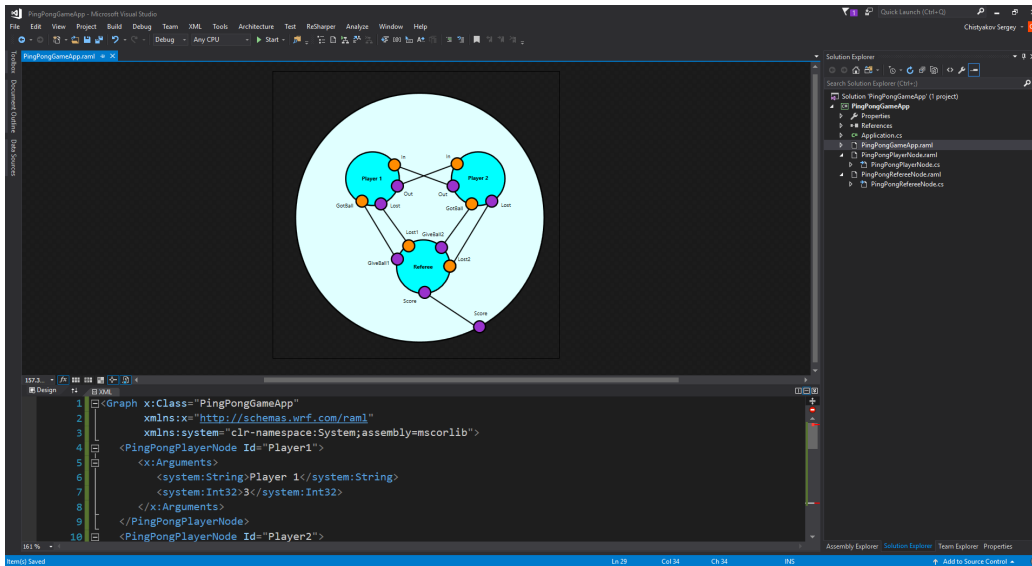 PingPongGameApp - Microsoft Visual Studio
1
Quick Launch (Ctrl+Q)
File Edit View Project Build Debug Team XML Tools Architecture Test ReSharper Analyze Window Help
Chistyakov Sergey
Debug Any CPU Start
Toolbox
Document Outline
Data Sources
PingPongGameApp.raml
In
In
Player 1
Player 2
Out
Out
GotBall
Lost
GotBall
Lost
Lost1
GiveBall2
GiveBall1
Lost2
Referee
Score
Score
Solution Explorer
Search Solution Explorer (Ctrl+;)
Solution 'PingPongGameApp' (1 project)
PingPongGameApp
Properties
References
Application.cs
PingPongGameApp.raml
PingPongPlayerNode.raml
PingPongPlayerNode.cs
PingPongRefereeNode.raml
PingPongRefereeNode.cs
157.3...
Design XML
1 <Graph x:Class="PingPongGameApp"
2 xmlns:x="http://schemas.wrf.com/raml"
3 xmlns:system="clr-namespace:System;assembly=mscorlib">
4 <PingPongPlayerNode Id="Player1">
5 <x:Arguments>
6 <system:String>Player 1</system:String>
7 <system:Int32>3</system:Int32>
8 </x:Arguments>
9 </PingPongPlayerNode>
10 <PingPongPlayerNode Id="Player2">
161 %
Assembly Explorer Solution Explorer Team Explorer Properties
Item(s) Saved Ln 29 Col 34 Ch 34 INS Add to Source Control